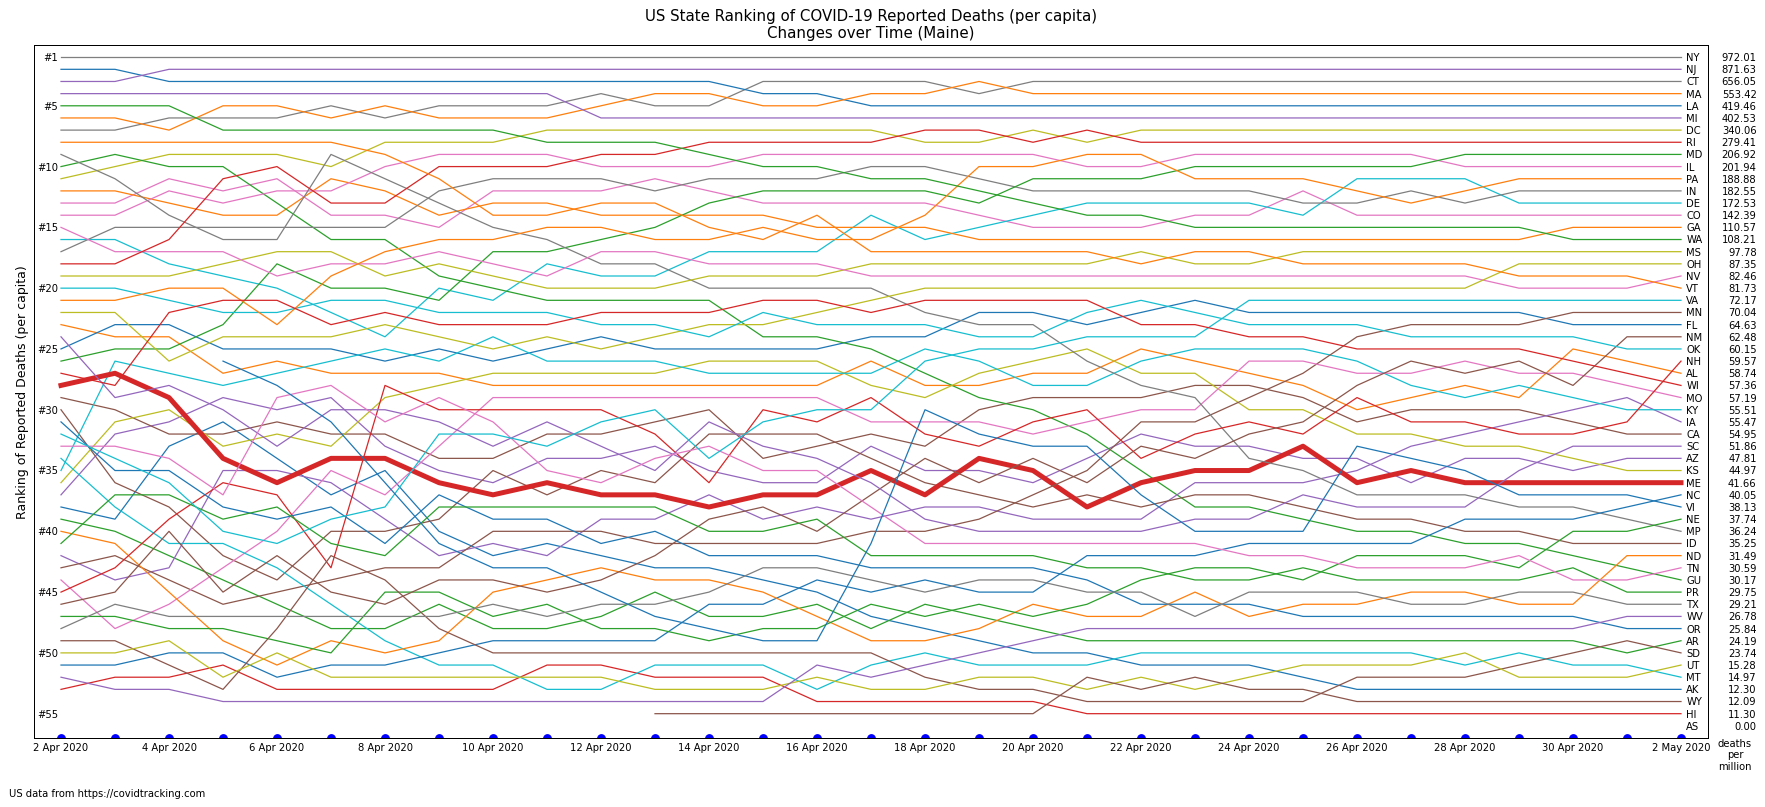 US State Ranking of COVID-19 Reported Deaths (per capita)
Changes over Time (Maine)
Ranking of Reported Deaths (per capita)
#1
#5
#10
#15
#20
#25
#30
#35
#40
#45
#50
#55
NY 972.01
NJ 871.63
CT 656.05
MA 553.42
LA 419.46
MI 402.53
DC 340.06
RI 279.41
MD 206.92
IL 201.94
PA 188.88
IN 182.55
DE 172.53
CO 142.39
GA 110.57
WA 108.21
MS 97.78
OH 87.35
NV 82.46
VT 81.73
VA 72.17
MN 70.04
FL 64.63
NM 62.48
OK 60.15
NH 59.57
AL 58.74
WI 57.36
MO 57.19
KY 55.51
IA 55.47
CA 54.95
SC 51.86
AZ 47.81
KS 44.97
ME 41.66
NC 40.05
VI 38.13
NE 37.74
MP 36.24
ID 35.25
ND 31.49
TN 30.59
GU 30.17
PR 29.75
TX 29.21
WV 26.78
OR 25.84
AR 24.19
SD 23.74
UT 15.28
MT 14.97
AK 12.30
WY 12.09
HI 11.30
AS 0.00
2 Apr 2020 4 Apr 2020 6 Apr 2020 8 Apr 2020 10 Apr 2020 12 Apr 2020 14 Apr 2020 16 Apr 2020 18 Apr 2020 20 Apr 2020 22 Apr 2020 24 Apr 2020 26 Apr 2020 28 Apr 2020 30 Apr 2020 2 May 2020
deaths
per
million
US data from https://covidtracking.com